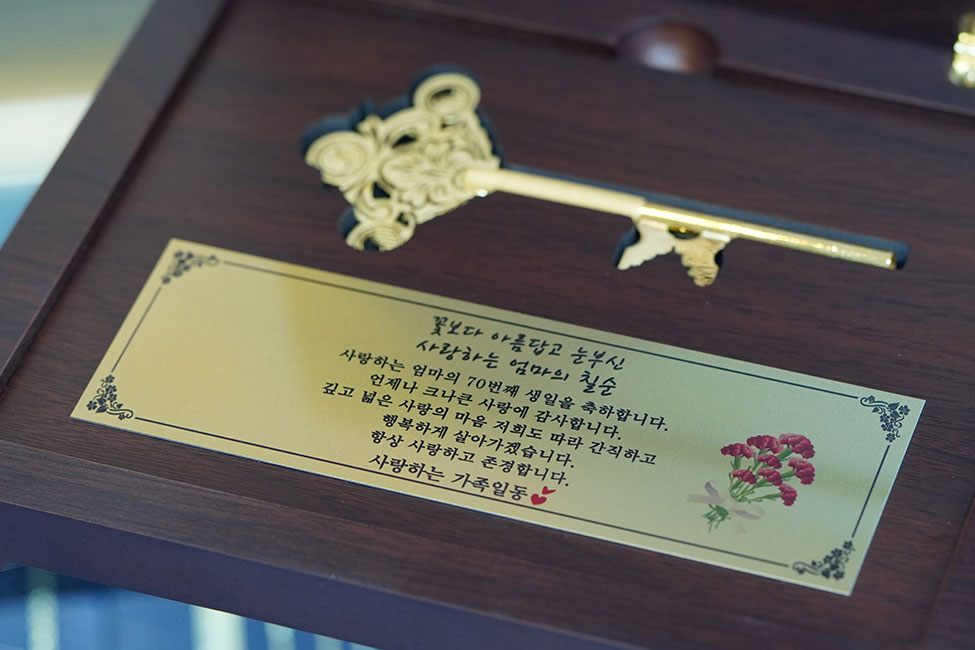 꽃보다 아름답고 눈부신
사랑하는 엄마의 칠순
사랑하는 엄마의 70번째 생일을 축하합니다.
언제나 크나큰 사랑에 감사합니다.
깊고 넓은 사랑의 마음 저희도 따라 간직하고
행복하게 살아가겠습니다.
항상 사랑하고 존경합니다.
사랑하는 가족일동